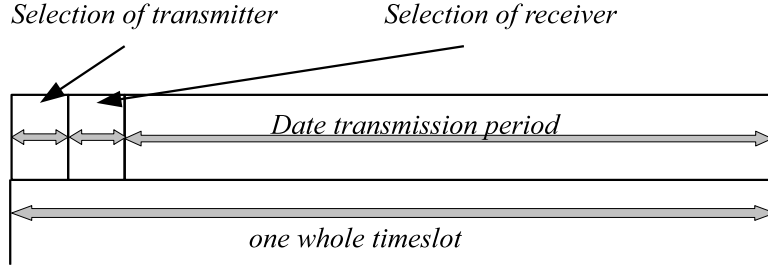 Selection of transmitter
Selection of receiver
Date transmission period
one whole timeslot